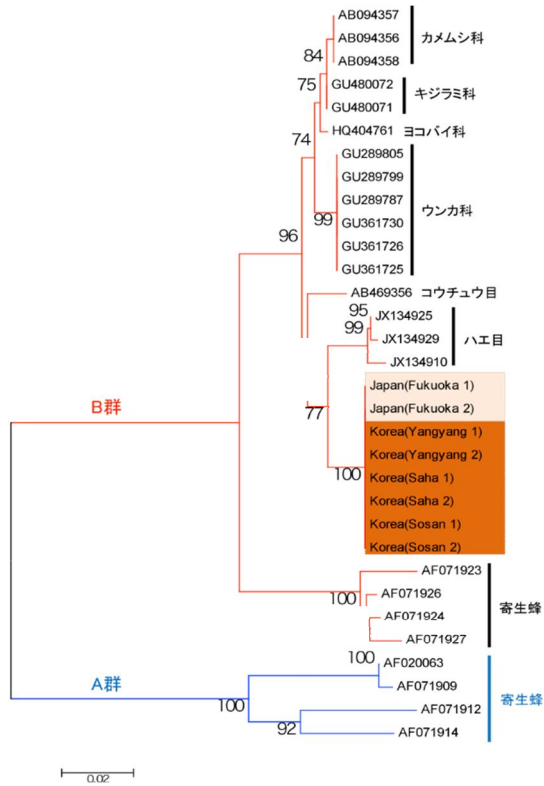 AB094357
AB094356
カメムシ科
84
AB094358
75
GU480072
キジラミ科
GU480071
74
HQ404761 ヨコバイ科
GU289805
GU289799
GU289787
ウンカ科
99
GU361730
96
GU361726
GU361725
AB469356 コウチュウ目
95
JX134925
99
JX134929
ハエ目
JX134910
Japan(Fukuoka 1)
B群
77
Japan(Fukuoka 2)
Korea(Yangyang 1)
Korea(Yangyang 2)
100
Korea(Saha 1)
Korea(Saha 2)
Korea(Sosan 1)
Korea(Sosan 2)
AF071923
100
AF071926
寄生蜂
AF071924
AF071927
100
AF020063
A群
AF071909
寄生蜂
100
AF071912
92
AF071914
0.02